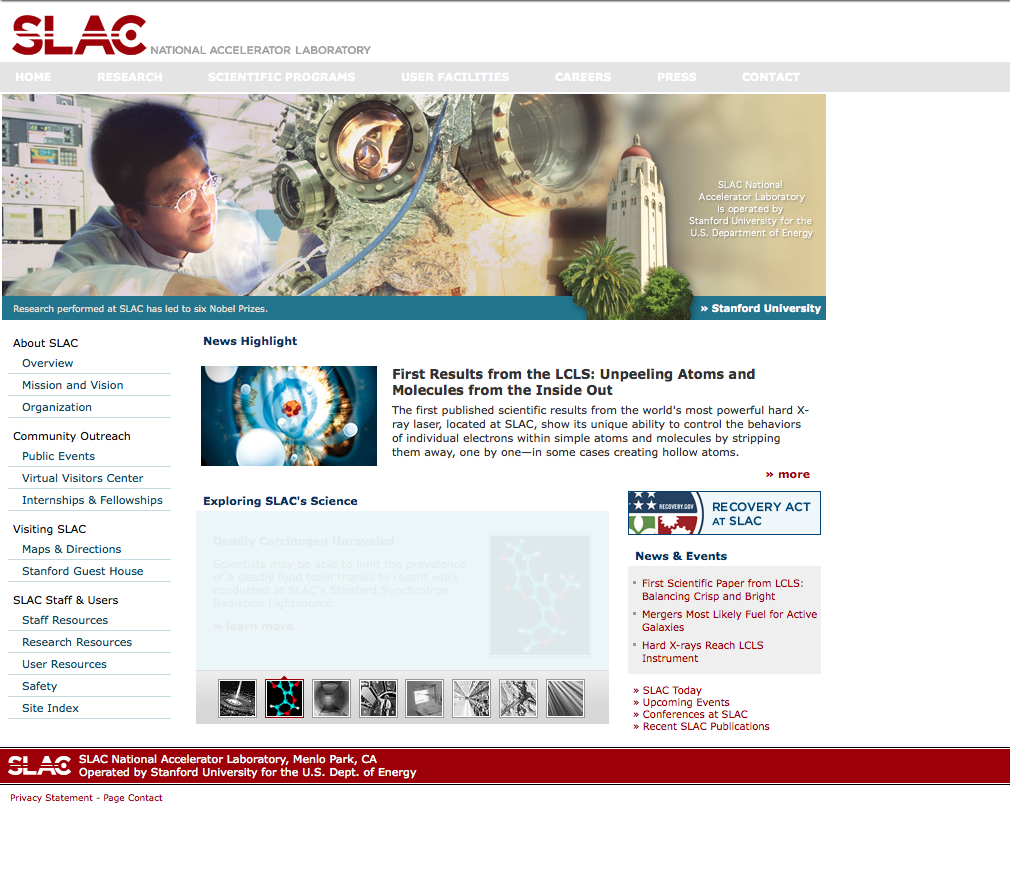 SLAC NATIONAL ACCELERATOR LABORATORY
HOME RESEARCH SCIENTIFIC PROGRAMS USER FACILITIES CAREERS PRESS CONTACT
SLAC National
Accelerator Laboratory
is operated by
Stanford University for the
U.S. Department of Energy
Research performed at SLAC has led to six Nobel Prizes.
» Stanford University
About SLAC
Overview
Mission and Vision
Organization
Community Outreach
Public Events
Virtual Visitors Center
Internships & Fellowships
Visiting SLAC
Maps & Directions
Stanford Guest House
SLAC Staff & Users
Staff Resources
Research Resources
User Resources
Safety
Site Index
News Highlight
First Results from the LCLS: Unpeeling Atoms and
Molecules from the Inside Out
The first published scientific results from the world's most powerful hard X-
ray laser, located at SLAC, show its unique ability to control the behaviors
of individual electrons within simple atoms and molecules by stripping
them away, one by one—in some cases creating hollow atoms.
» more
Exploring SLAC's Science
Deadly Carcinogen Unraveled
Scientists may be able to limit the prevalence
of a deadly food toxin thanks to recent work
conducted at SLAC's Stanford Synchrotron
Radiation Lightsource.
» learn more
RECOVERY.GOV
RECOVERY ACT
AT SLAC
News & Events
First Scientific Paper from LCLS:
Balancing Crisp and Bright
Mergers Most Likely Fuel for Active
Galaxies
Hard X-rays Reach LCLS
Instrument
» SLAC Today
» Upcoming Events
» Conferences at SLAC
» Recent SLAC Publications
SLAC
SLAC National Accelerator Laboratory, Menlo Park, CA
Operated by Stanford University for the U.S. Dept. of Energy
Privacy Statement - Page Contact